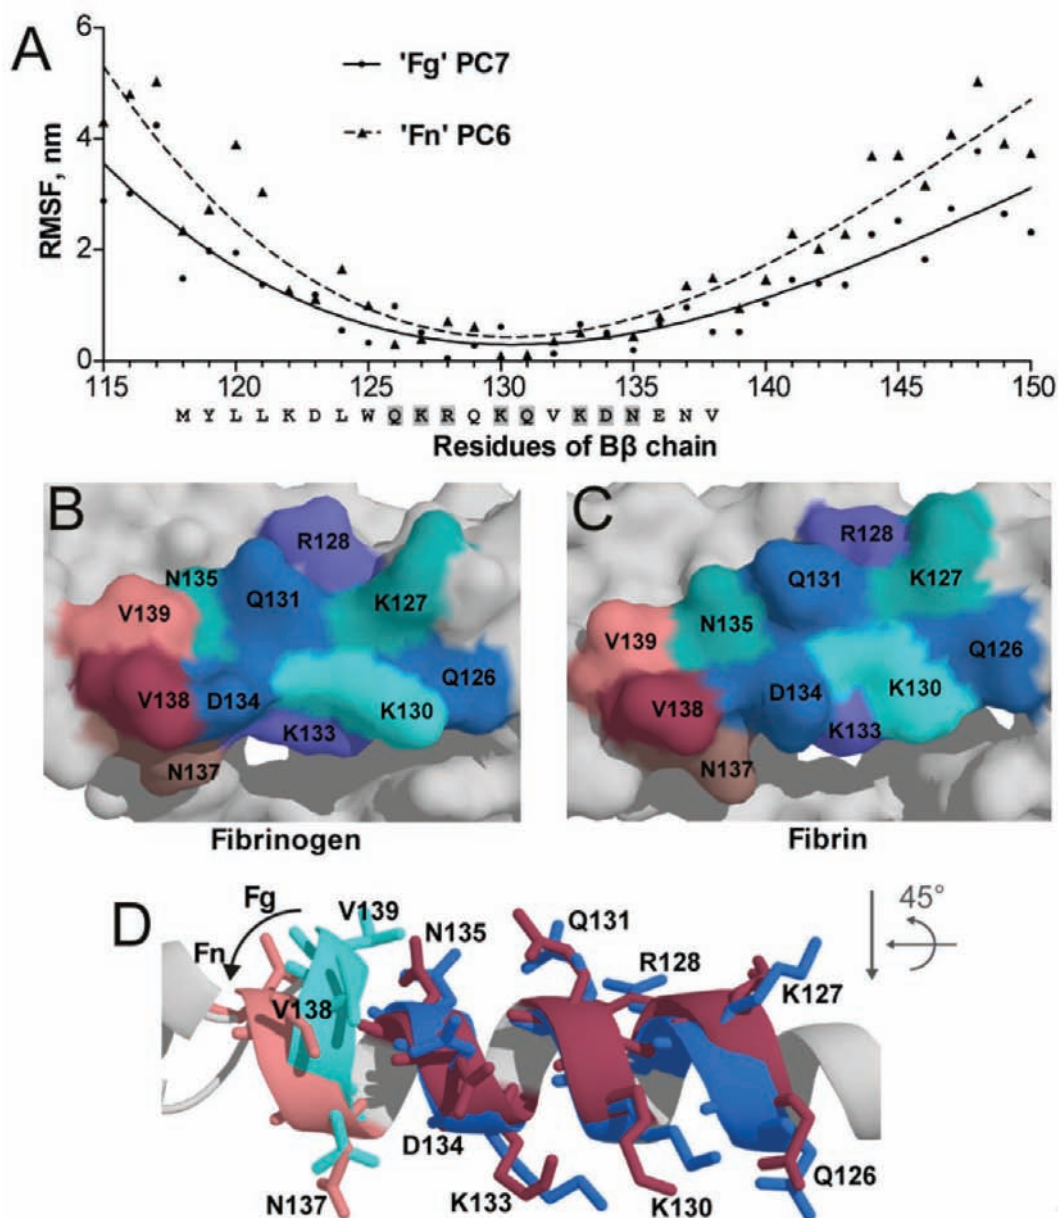 A
6
4
2
0
RMSF, nm
'Fg' PC7
'Fn' PC6
115 120 125 130 135 140 145 150
M Y L L K D L W Q K R Q K Q V K D N E N V
Residues of Bβ chain
B
R128
N135
Q131
K127
V139
Q126
V138
D134
K130
K133
N137
Fibrinogen
C
R128
Q131
K127
N135
V139
Q126
D134
K130
V138
K133
N137
Fibrin
D
Fg
Fn
V139
N135
Q131
R128
K127
45°
V138
D134
N137
K133
K130
Q126